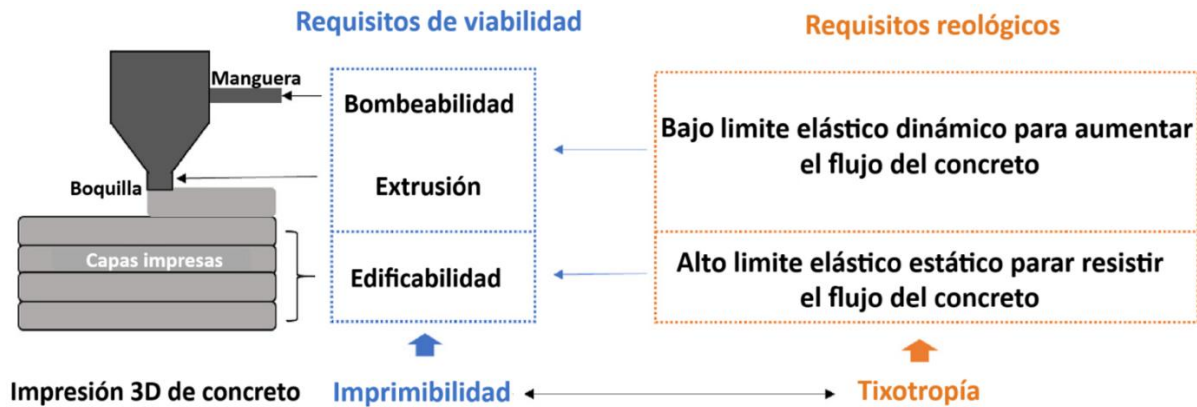 Requisitos de viabilidad
Requisitos reológicos
Manguera
Bombeabilidad
Bajo limite elástico dinámico para aumentar
el flujo del concreto
Boquilla
Extrusión
Capas impresas
Edificabilidad
Alto limite elástico estático parar resistir
el flujo del concreto
Impresión 3D de concreto
Imprimibilidad
Tixotropía